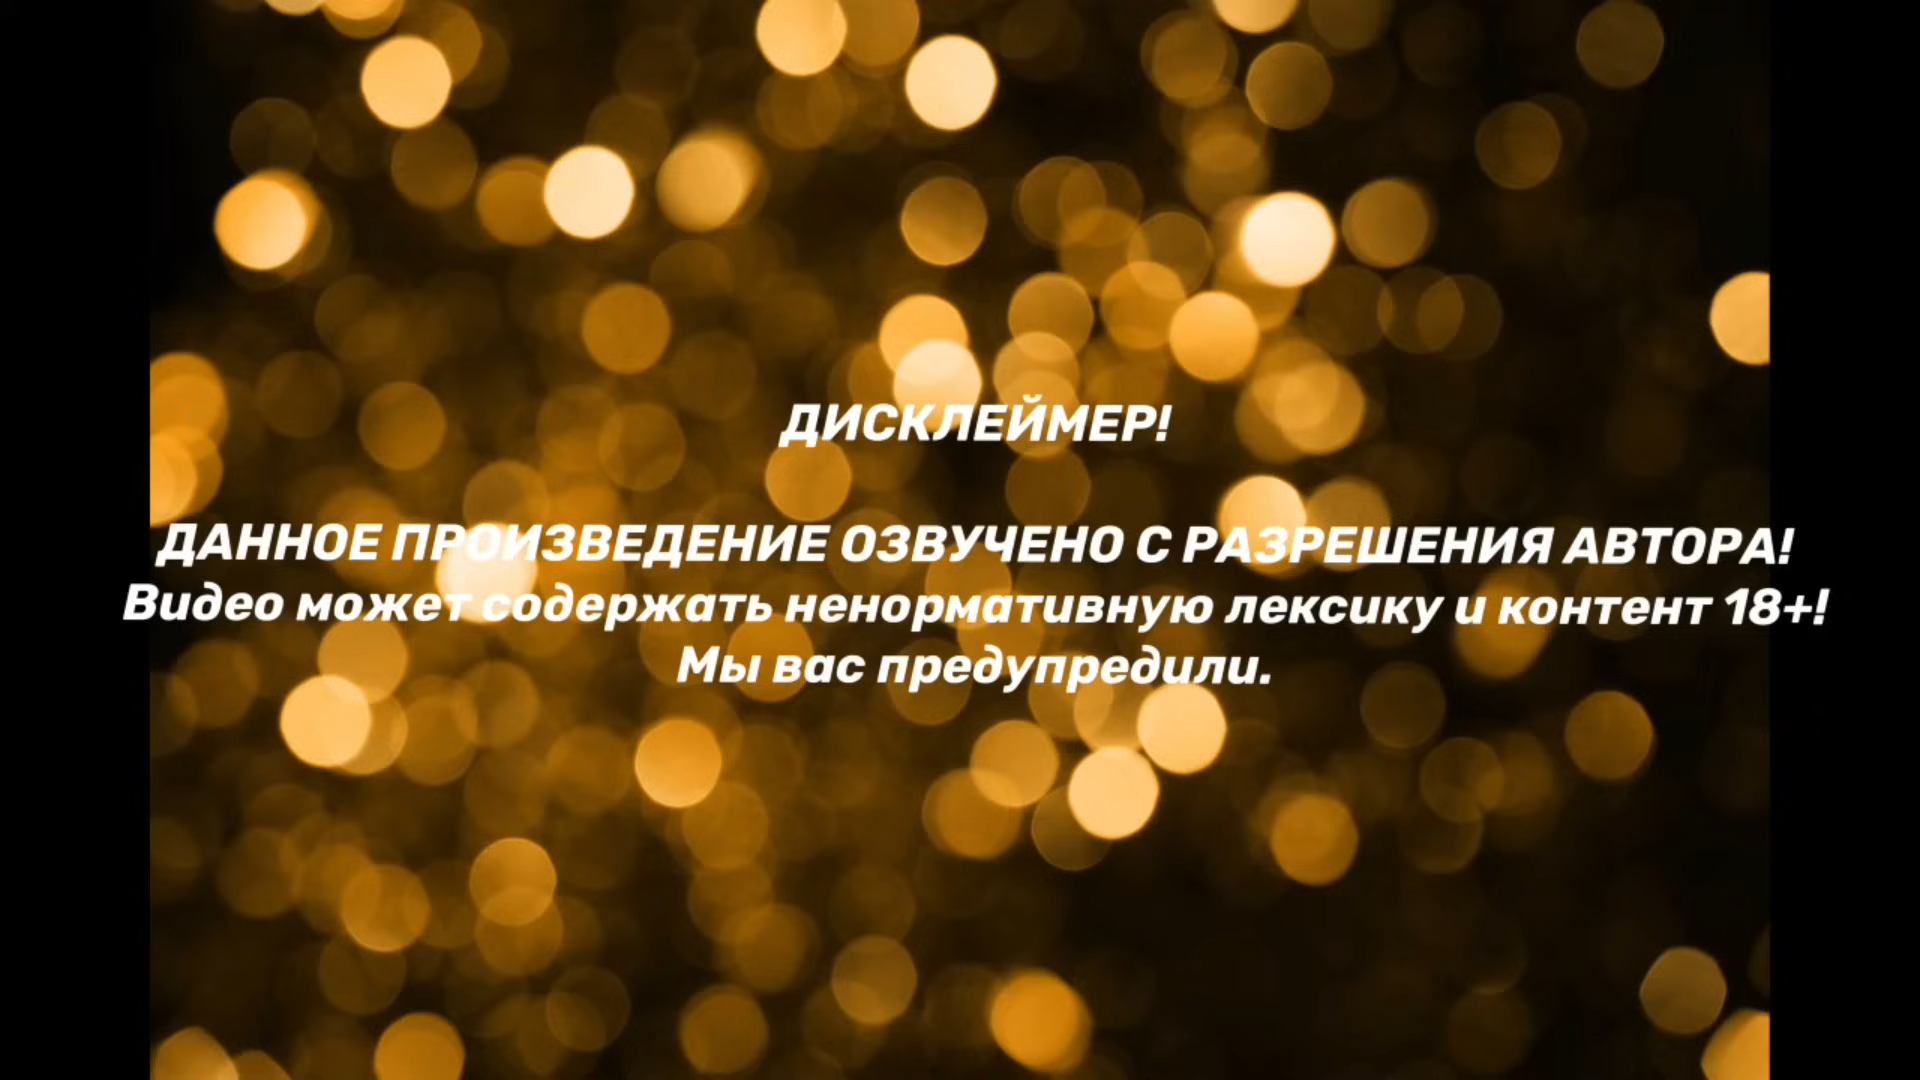 ДИСКЛЕЙМЕР!
ДАННОЕ ПРОИЗВЕДЕНИЕ ОЗВУЧЕНО С РАЗРЕШЕНИЯ АВТОРА!
Видео может содержать ненормативную лексику и контент 18+!
Мы вас предупредили.